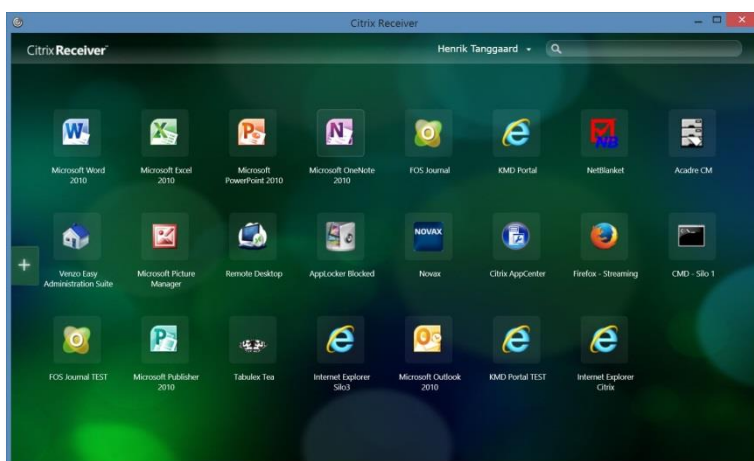 Citrix Receiver
Citrix Receiver™
Henrik Tanggaard
Microsoft Word
2010
Microsoft Excel
2010
Microsoft
PowerPoint 2010
Microsoft OneNote
2010
FOS Journal
KMD Portal
NB
NetBlanket
Acadre CM
Venzo Easy
Administration Suite
Microsoft Picture
Manager
Remote Desktop
AppLocker Blocked
NOVAX
Novax
Citrix AppCenter
Firefox - Streaming
CMD - Silo 1
FOS Journal TEST
Microsoft Publisher
2010
Tabulex Tea
Internet Explorer
Silo3
Microsoft Outlook
2010
KMD Portal TEST
Internet Explorer
Citrix